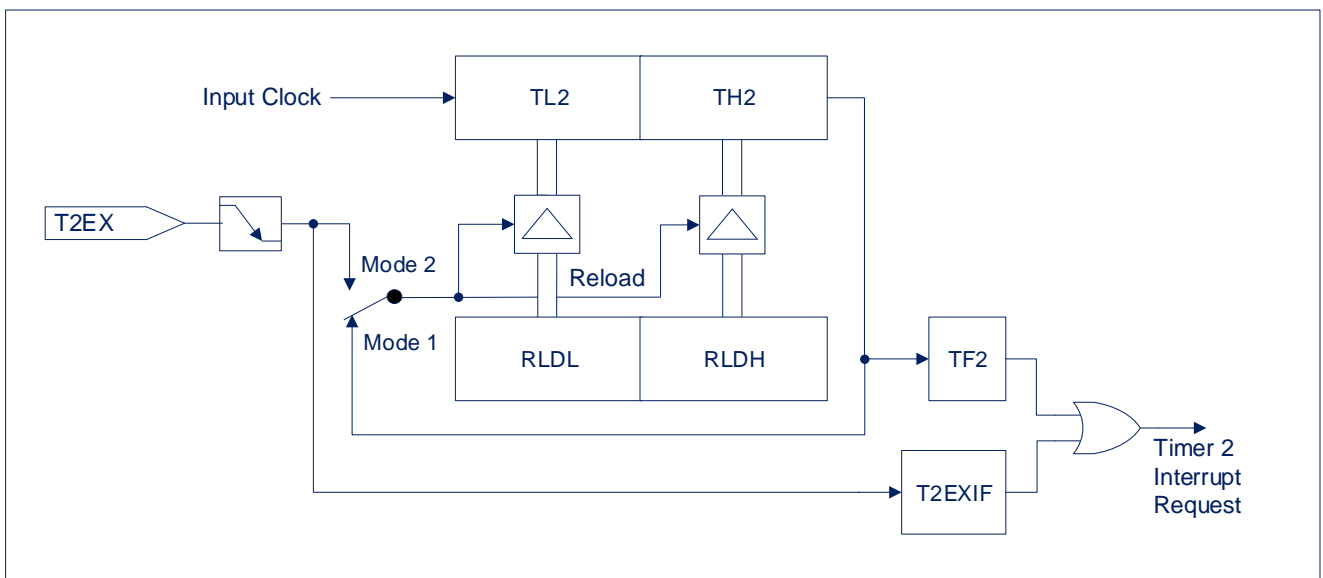 Input Clock
TL2
TH2
T2EX
Mode 2
Reload
Mode 1
RLDL
RLDH
TF2
T2EXIF
Timer 2
Interrupt
Request